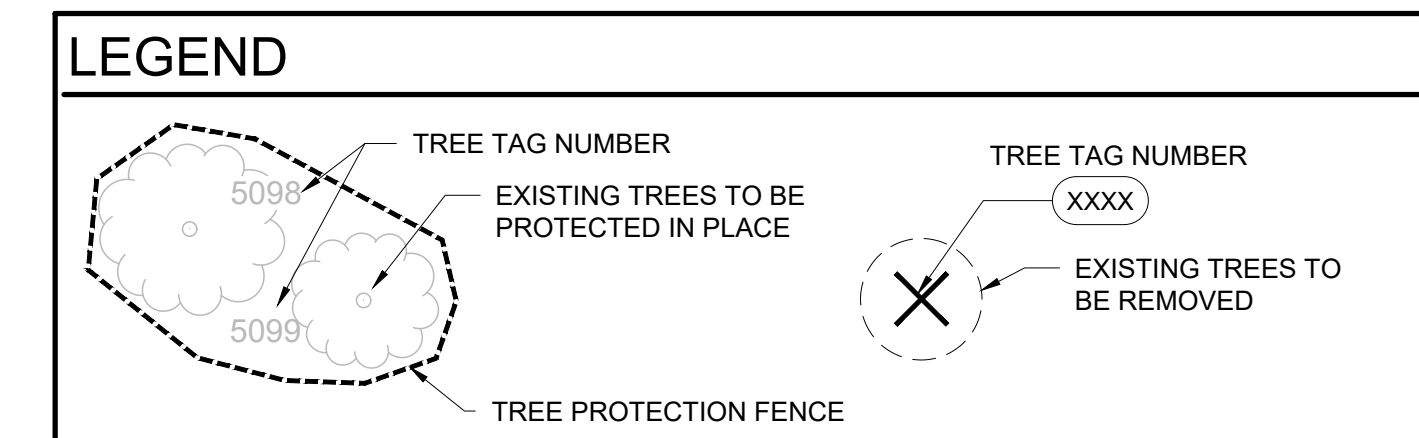 LEGEND
TREE TAG NUMBER
5098
EXISTING TREES TO BE
PROTECTED IN PLACE
5099
TREE PROTECTION FENCE
TREE TAG NUMBER
XXXX
EXISTING TREES TO
BE REMOVED